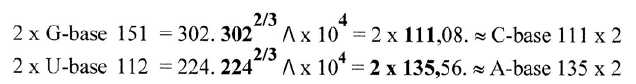 2 x G-base 151 = 302. 302^2/3 Λ x 10^4 = 2 x 111,08. ≈ C-base 111 x 2
2 x U-base 112 = 224. 224^2/3 Λ x 10^4 = 2 x 135,56. ≈ A-base 135 x 2